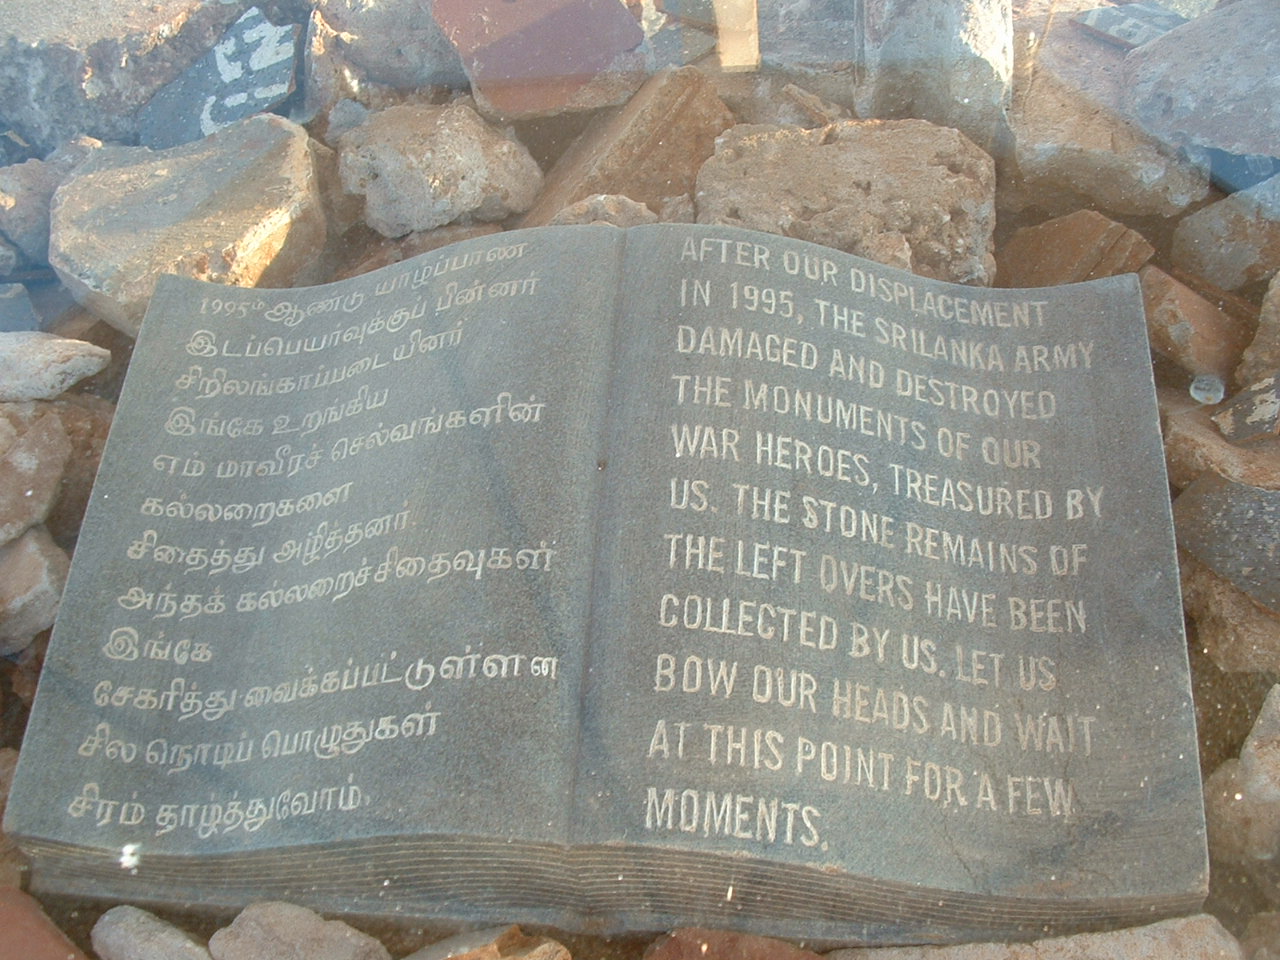 1995ம் ஆண்டு யாழ்ப்பாண
இடப்பெயர்வுக்குப் பின்னர்
சிறிலங்காப்படையினர்
இங்கே உறங்கிய
எம் மாவீரச் செல்வங்களின்
கல்லறைகளை
சிதைத்து அழித்தனர்.
அந்தக் கல்லறைச்சிதைவுகள்
இங்கே
சேகரித்து வைக்கப்பட்டுள்ளன
சில நொடிப் பொழுதுகள்
சிரம் தாழ்த்துவோம்
AFTER OUR DISPLACEMENT
IN 1995, THE SRILANKA ARMY
DAMAGED AND DESTROYED
THE MONUMENTS OF OUR
WAR HEROES, TREASURED BY
US. THE STONE REMAINS OF
THE LEFT OVERS HAVE BEEN
COLLECTED BY US. LET US
BOW OUR HEADS AND WAIT
AT THIS POINT FOR A FEW
MOMENTS.